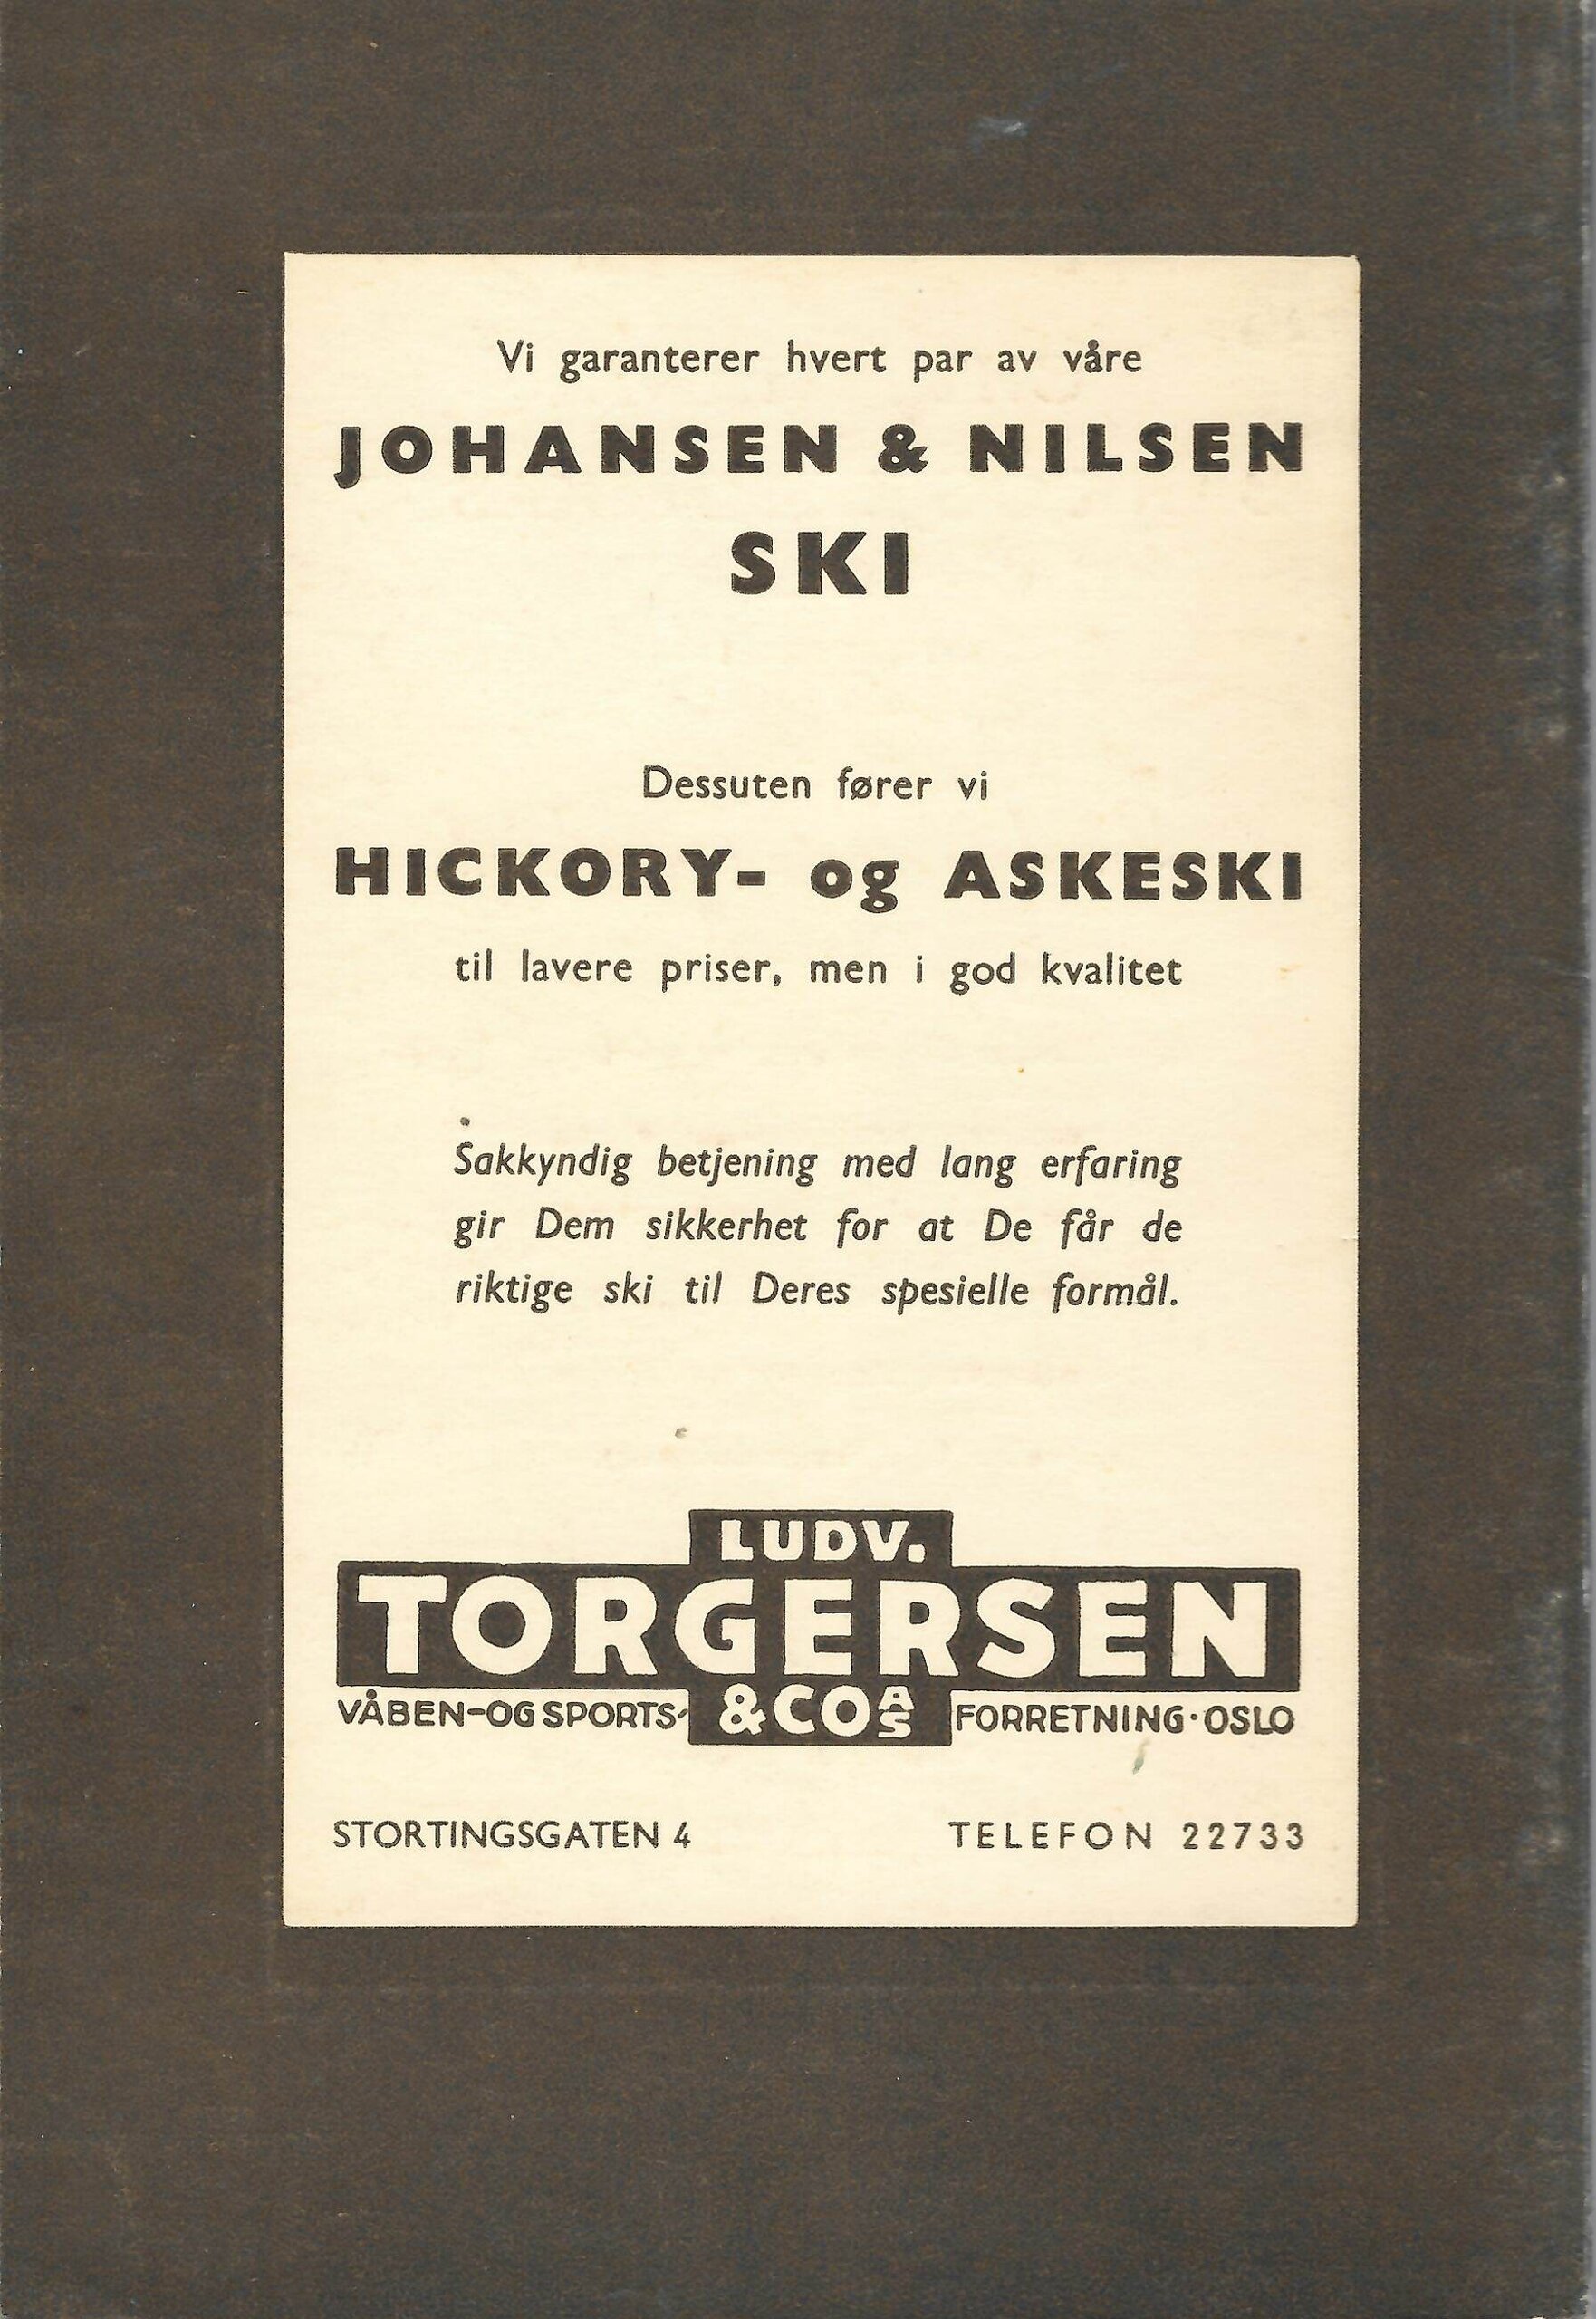 Vi garanterer hvert par av våre
JOHANSEN & NILSEN
SKI
Dessuten fører vi
HICKORY- og ASKESKI
til lavere priser, men i god kvalitet
Sakkyndig betjening med lang erfaring
gir Dem sikkerhet for at De får de
riktige ski til Deres spesielle formål.
LUDV.
TORGERSEN
& CO A/S
VÅBEN-OG SPORTS-FORRETNING·OSLO
STORTINGSGATEN 4 TELEFON 22733